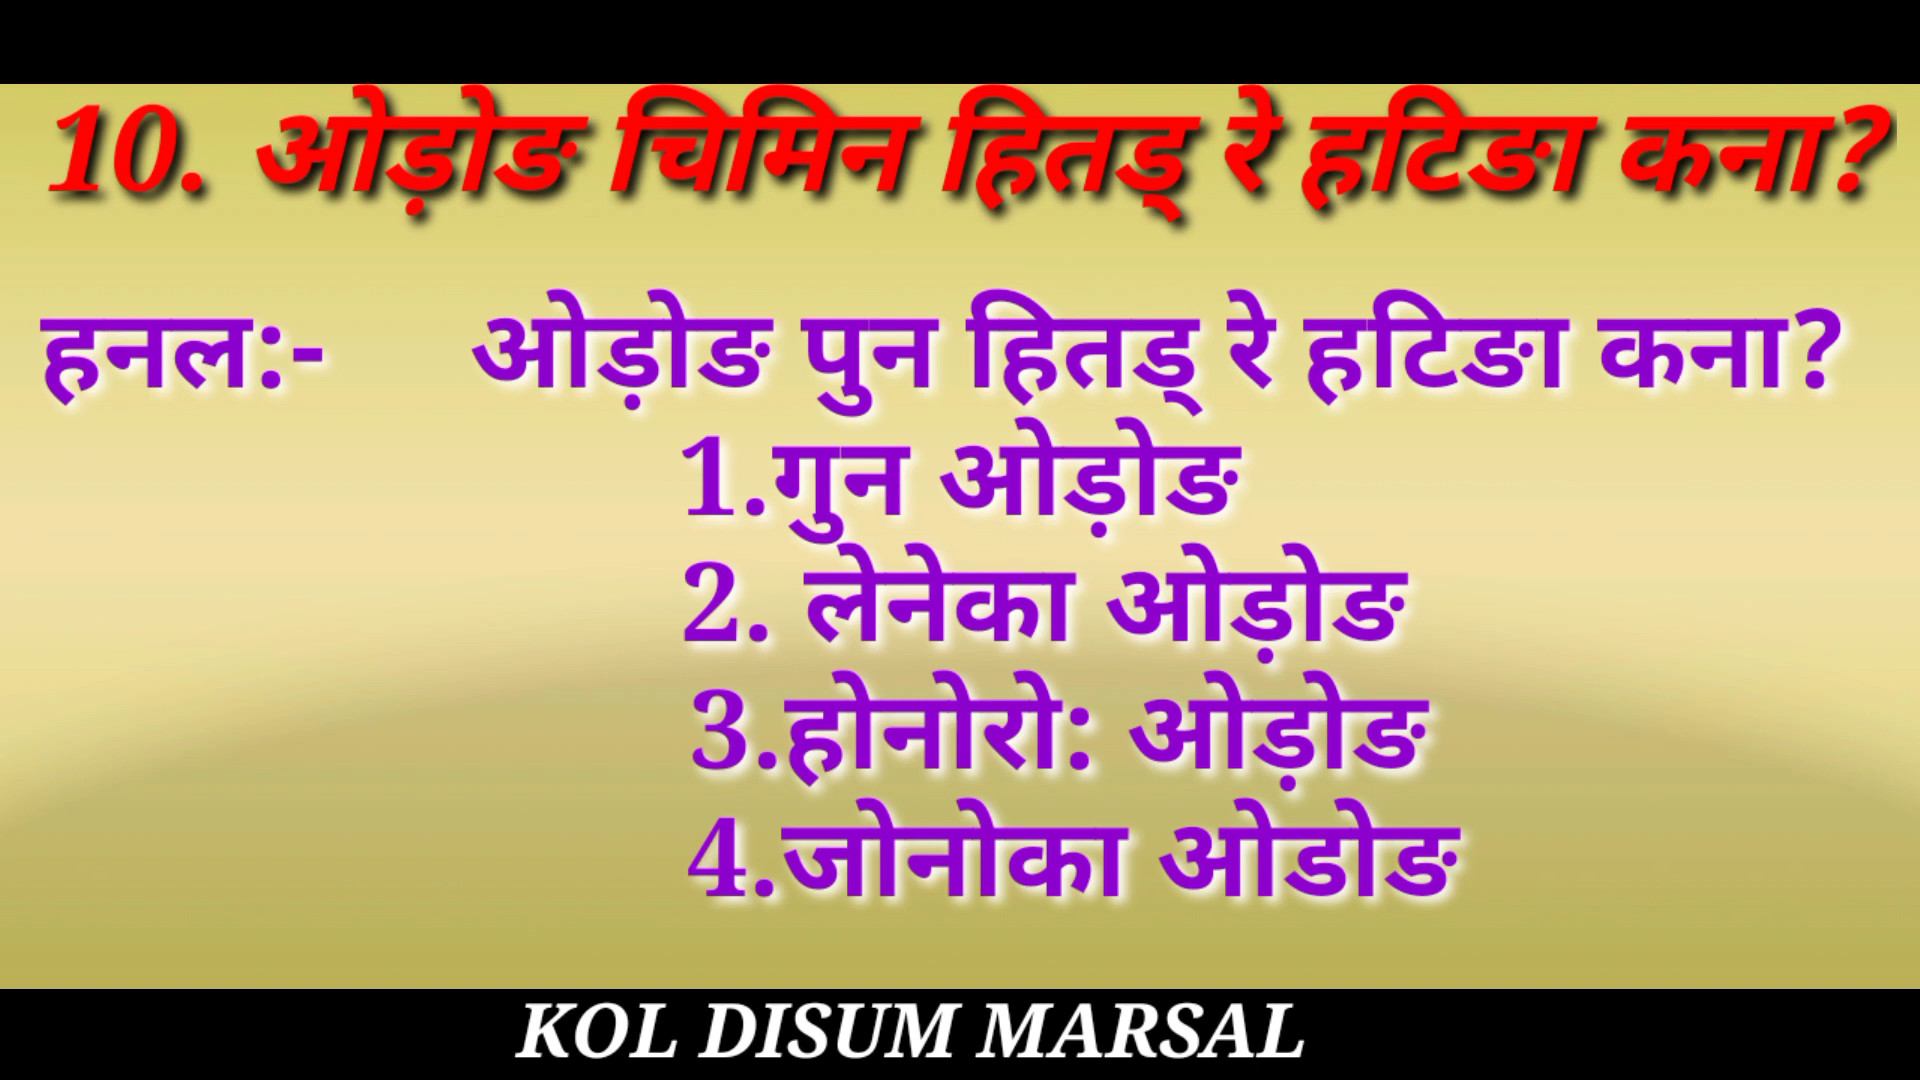 10. ओड़ोङ चिमिन हितड् रे हटिङा कना?
हनल:- ओड़ोङ पुन हितड् रे हटिङा कना?
1.गुन ओड़ोङ
2. लेनेका ओड़ोङ
3.होनोरो: ओड़ोङ
4.जोनोका ओडोङ
KOL DISUM MARSAL